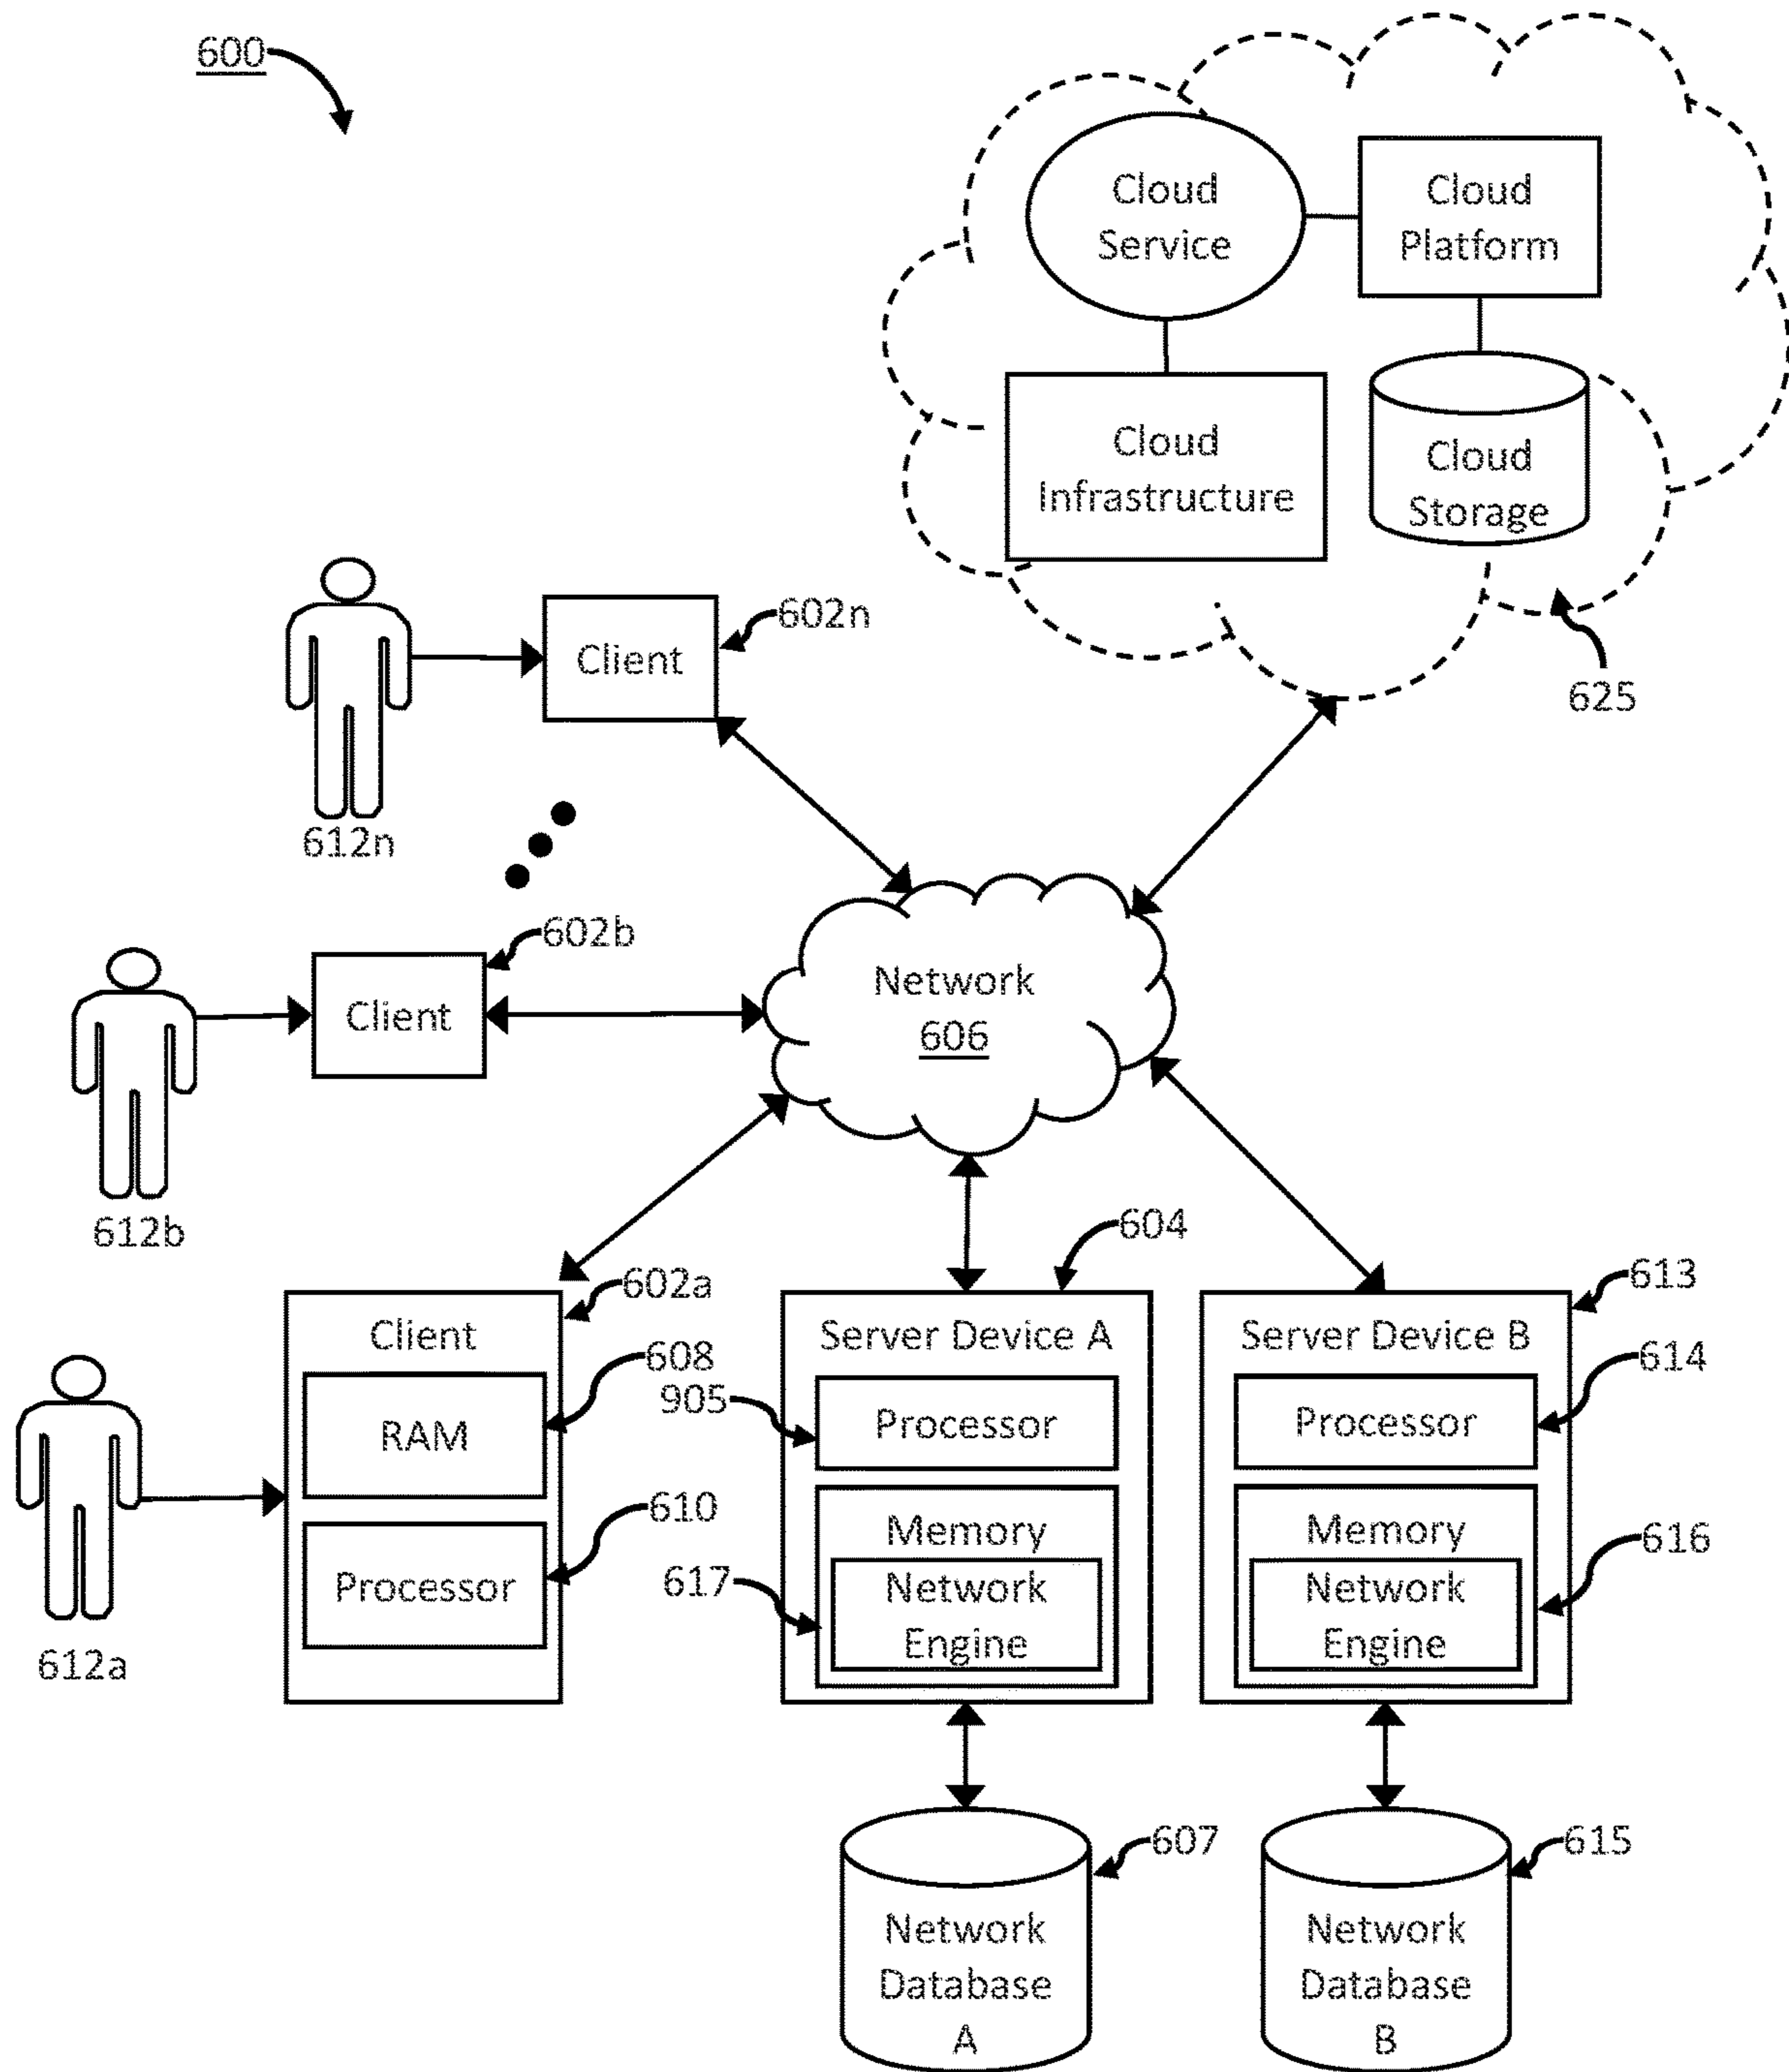 600
Cloud
Service
Cloud
Platform
Cloud
Infrastructure
Cloud
Storage
625
602n
Client
612n
602b
Client
612b
Network
606
604
602a
Client
608
RAM
610
Processor
612a
Server Device A
905
Processor
Memory
617
Network
Engine
613
Server Device B
614
Processor
Memory
616
Network
Engine
607
Network
Database
A
615
Network
Database
B